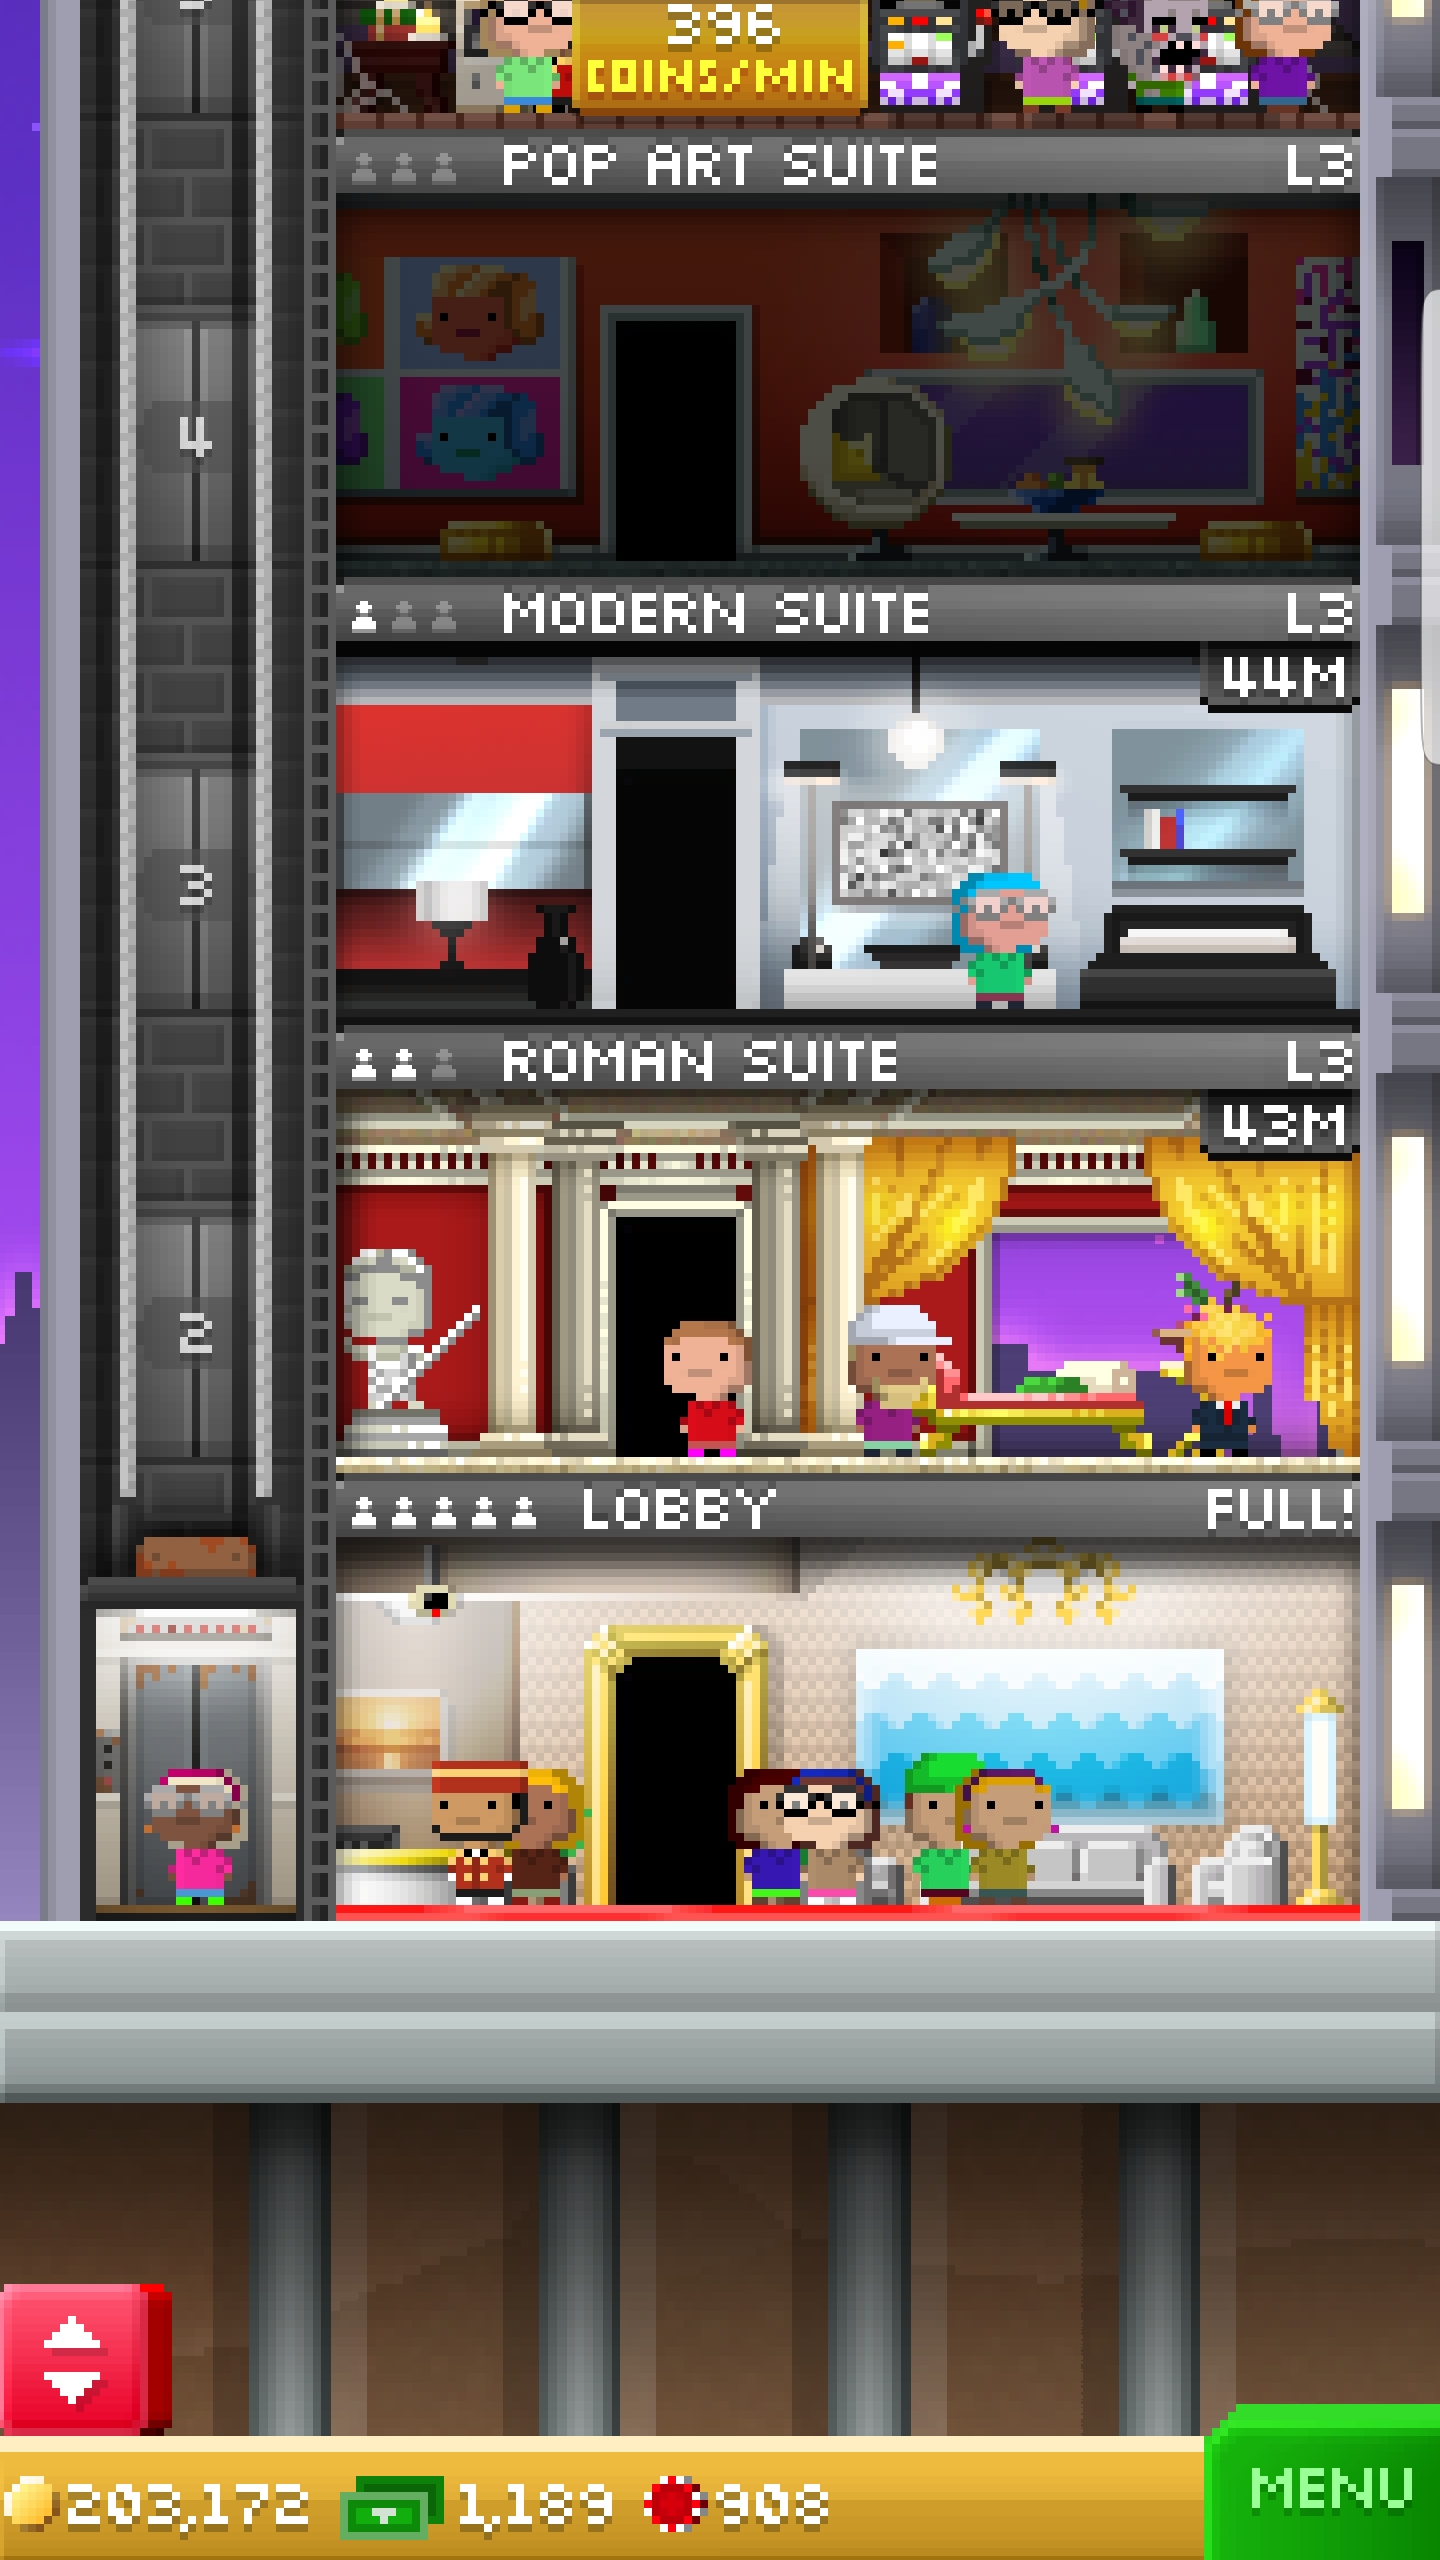 396
COINS/MIN
POP ART SUITE L3
4
MODERN SUITE L3
44M
3
ROMAN SUITE L3
43M
2
LOBBY FULL!
203,172 1,189 908
MENU